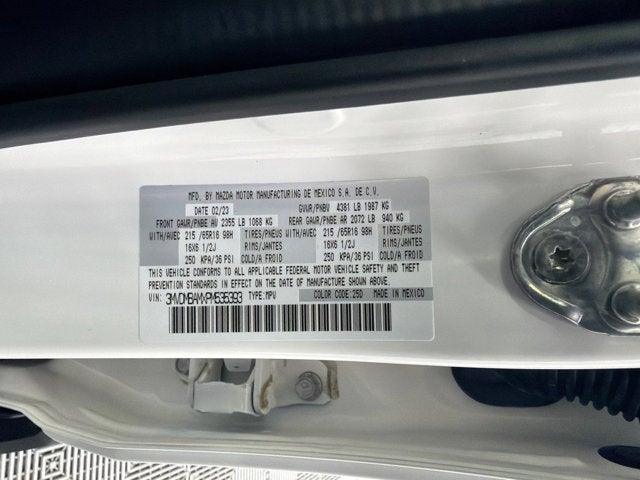 MFD. BY MAZDA MOTOR MANUFACTURING DE MEXICO S.A. DE C.V.
DATE 02/23 GVWR/PNBV 4381 LB 1987 KG
FRONT GAWR/PNBE AV 2355 LB 1068 KG REAR GAWR/PNBE AR 2072 LB 940 KG
WITH/AVEC 215 /65R16 98H TIRES/PNEUS WITH/AVEC 215 /65R16 98H TIRES/PNEUS
16X6 1/2J RIMS/JANTES 16X6 1/2J RIMS/JANTES
250 KPA/36 PSI COLD/A FROID 250 KPA/36 PSI COLD/A FROID
THIS VEHICLE CONFORMS TO ALL APPLICABLE FEDERAL MOTOR VEHICLE SAFETY AND THEFT
PREVENTION STANDARDS IN EFFECT ON THE DATE OF MANUFACTURE SHOWN ABOVE.
VIN: 3MVDMBAMXPM535393 TYPE:MPV COLOR CODE:25D MADE IN MEXICO